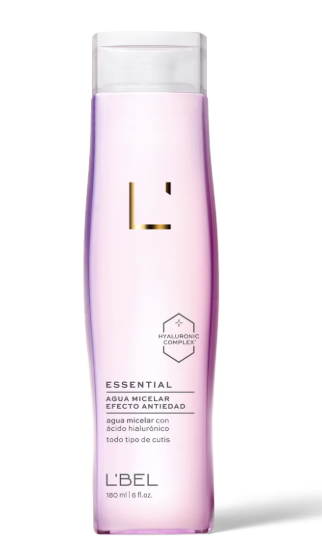 L'
HYALURONIC
COMPLEX+
ESSENTIAL
AGUA MICELAR
EFECTO ANTIEDAD
agua micelar con
ácido hialurónico
todo tipo de cutis
L'BEL
180 ml | 6 fl.oz.